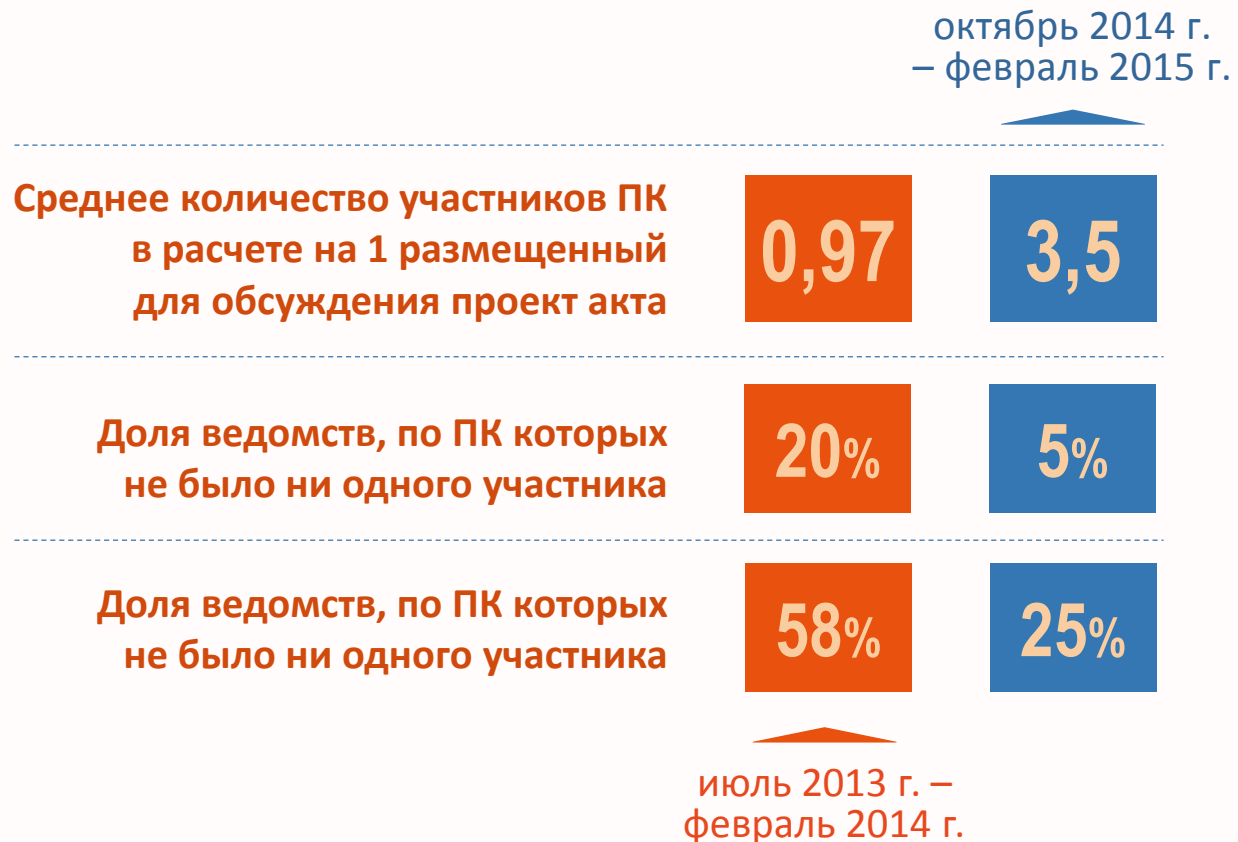 октябрь 2014 г.
– февраль 2015 г.
Среднее количество участников ПК
в расчете на 1 размещенный
для обсуждения проект акта
0,97
3,5
Доля ведомств, по ПК которых
не было ни одного участника
20%
5%
Доля ведомств, по ПК которых
не было ни одного участника
58%
25%
июль 2013 г. –
февраль 2014 г.